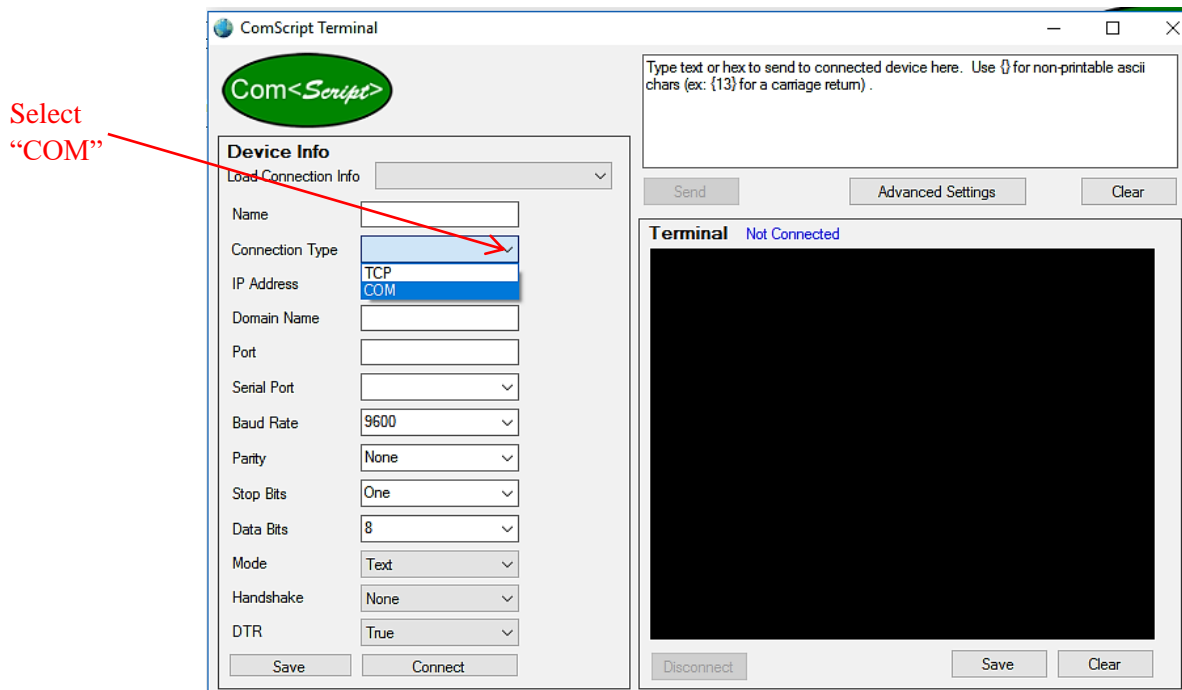 ComScript Terminal
Com<Script>
Select
“COM”
Device Info
Load Connection Info
Name
Connection Type
TCP
COM
IP Address
Domain Name
Port
Serial Port
Baud Rate 9600
Parity None
Stop Bits One
Data Bits 8
Mode Text
Handshake None
DTR True
Save Connect
Type text or hex to send to connected device here. Use {} for non-printable ascii
chars (ex: {13} for a carriage return) .
Send Advanced Settings Clear
Terminal Not Connected
Disconnect Save Clear